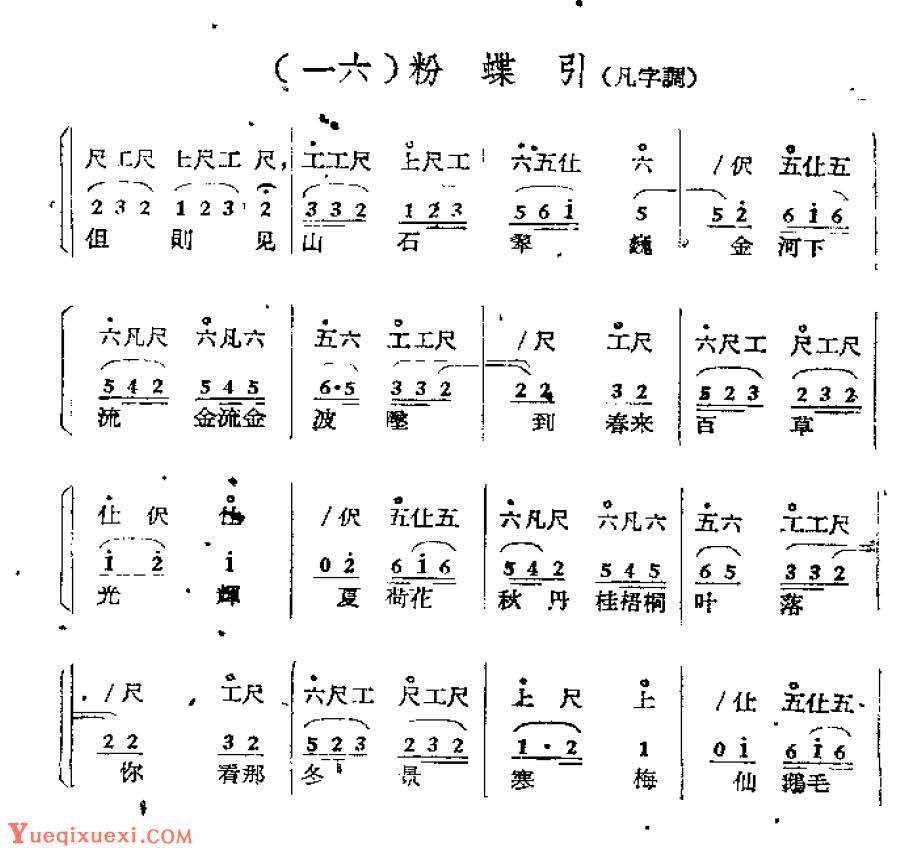 (一六)粉 蝶 引(凡字調)
尺工尺 上尺工 尺, 工工尺 上尺工 六五仩 六 /伬 五仩五
2 3 2 1 2 3 2 3 3 2 1 2 3 5 6 i 5 5 2 6 i 6
但 則 见 山 石 犂 巍 金 河下
六凡尺 六凡六 五六 工工尺 /尺 工尺 六尺工 尺工尺
5 4 2 5 4 5 6·5 3 3 2 2 2 3 2 5 2 3 2 3 2
流 金流金 波 墜 到 春来 百 草
仩 伬 仩 /伬 五仩五 六凡尺 六凡六 五六 工工尺
i 2 i 0 2 6 i 6 5 4 2 5 4 5 6 5 3 3 2
光 輝 夏 荷花 秋 丹 桂梧桐 叶 落
/尺 工尺 六尺工 尺工尺 上 尺 上 /仩 五仩五
2 2 3 2 5 2 3 2 3 2 1 · 2 1 0 i 6 i 6
你 看那 冬 景 寒 梅 仙 鵝毛
Yueqixuexi.com